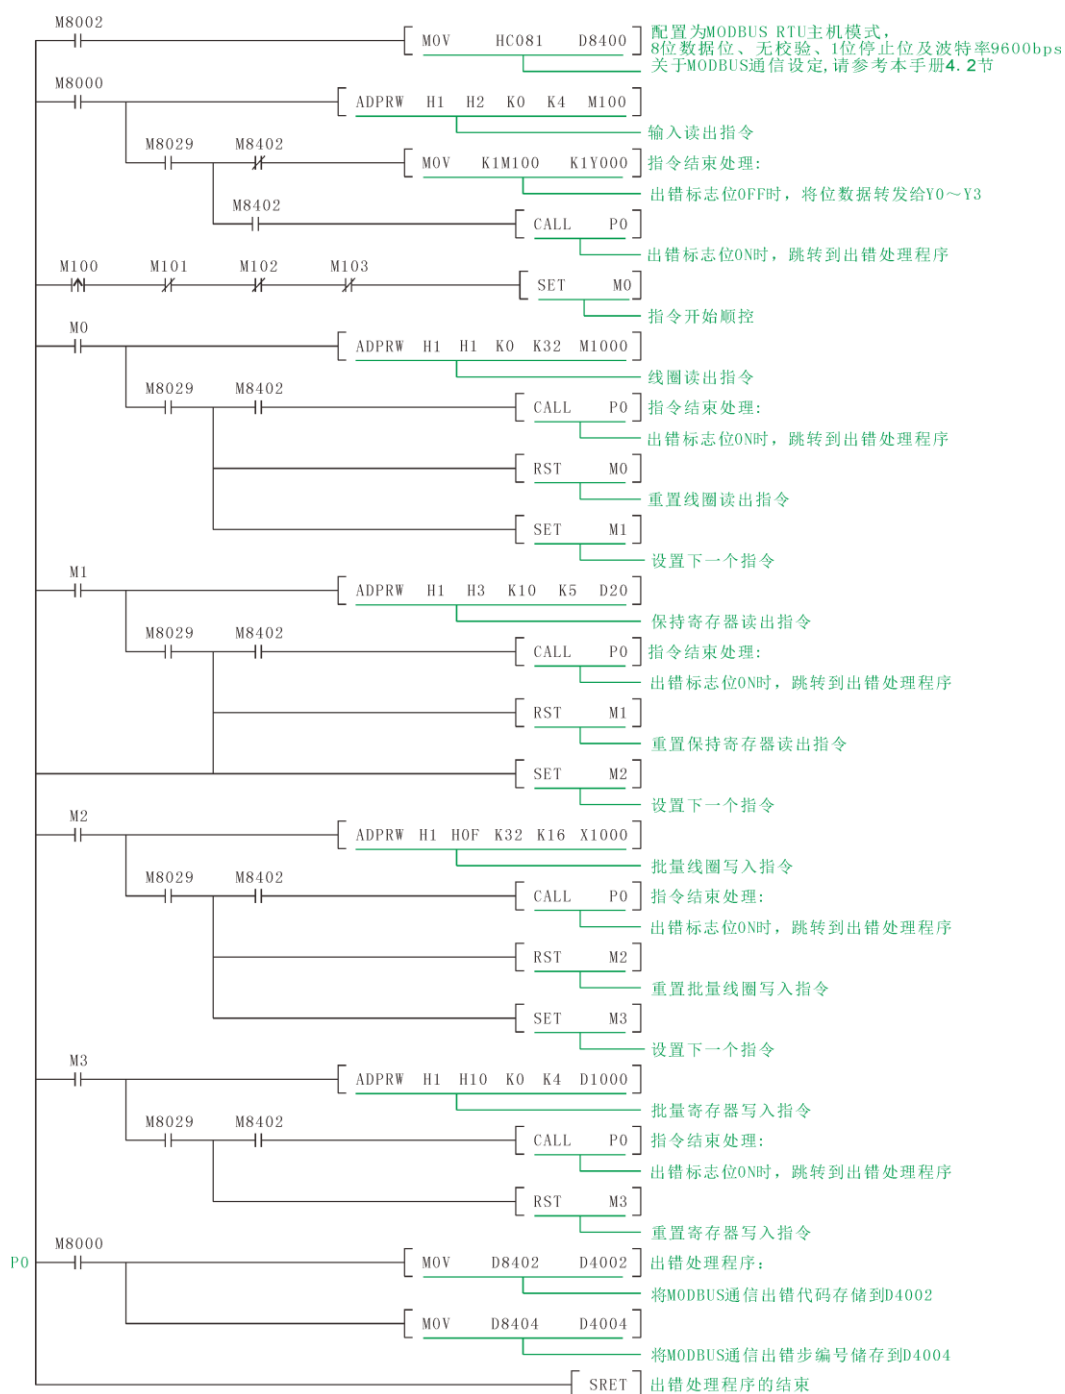 M8002
MOV HC081 D8400
配置为MODBUS RTU主机模式，
8位数据位、无校验、1位停止位及波特率9600bps
关于MODBUS通信设定,请参考本手册4.2节
M8000
ADPRW H1 H2 K0 K4 M100
输入读出指令
M8029 M8402
MOV K1M100 K1Y000
指令结束处理:
出错标志位OFF时，将位数据转发给Y0～Y3
M8402
CALL P0
出错标志位ON时，跳转到出错处理程序
M100 M101 M102 M103
SET M0
指令开始顺控
M0
ADPRW H1 H1 K0 K32 M1000
线圈读出指令
M8029 M8402
CALL P0
指令结束处理:
出错标志位ON时，跳转到出错处理程序
RST M0
重置线圈读出指令
SET M1
设置下一个指令
M1
ADPRW H1 H3 K10 K5 D20
保持寄存器读出指令
M8029 M8402
CALL P0
指令结束处理:
出错标志位ON时，跳转到出错处理程序
RST M1
重置保持寄存器读出指令
SET M2
设置下一个指令
M2
ADPRW H1 H0F K32 K16 X1000
批量线圈写入指令
M8029 M8402
CALL P0
指令结束处理:
出错标志位ON时，跳转到出错处理程序
RST M2
重置批量线圈写入指令
SET M3
设置下一个指令
M3
ADPRW H1 H10 K0 K4 D1000
批量寄存器写入指令
M8029 M8402
CALL P0
指令结束处理:
出错标志位ON时，跳转到出错处理程序
RST M3
重置寄存器写入指令
M8000
P0
MOV D8402 D4002
出错处理程序：
将MODBUS通信出错代码存储到D4002
MOV D8404 D4004
将MODBUS通信出错步编号储存到D4004
SRET
出错处理程序的结束